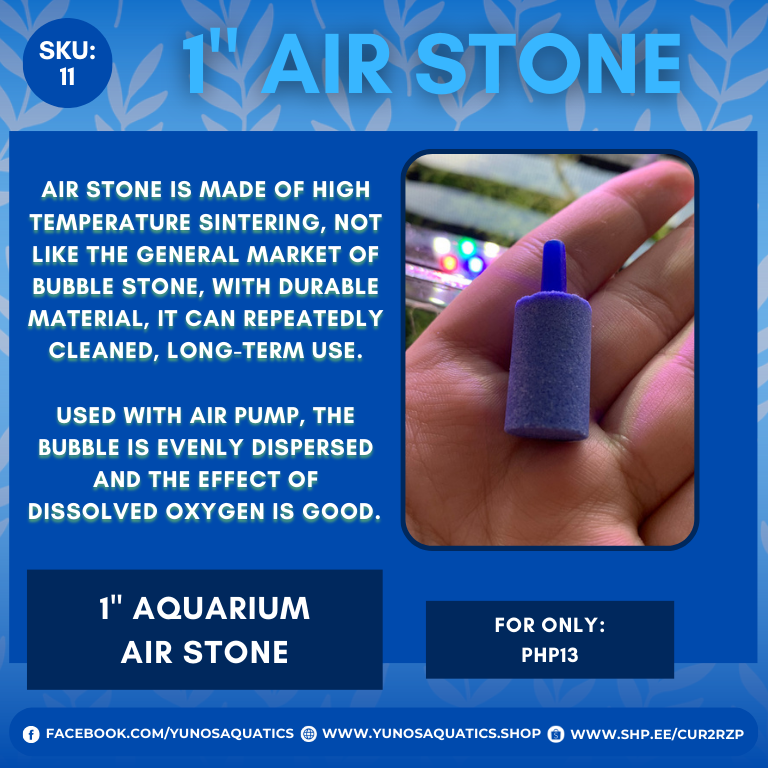 SKU:
11
1" AIR STONE
AIR STONE IS MADE OF HIGH
TEMPERATURE SINTERING, NOT
LIKE THE GENERAL MARKET OF
BUBBLE STONE, WITH DURABLE
MATERIAL, IT CAN REPEATEDLY
CLEANED, LONG-TERM USE.
USED WITH AIR PUMP, THE
BUBBLE IS EVENLY DISPERSED
AND THE EFFECT OF
DISSOLVED OXYGEN IS GOOD.
1" AQUARIUM
AIR STONE
FOR ONLY:
PHP13
FACEBOOK.COM/YUNOSAQUATICS WWW.YUNOSAQUATICS.SHOP WWW.SHP.EE/CUR2RZP